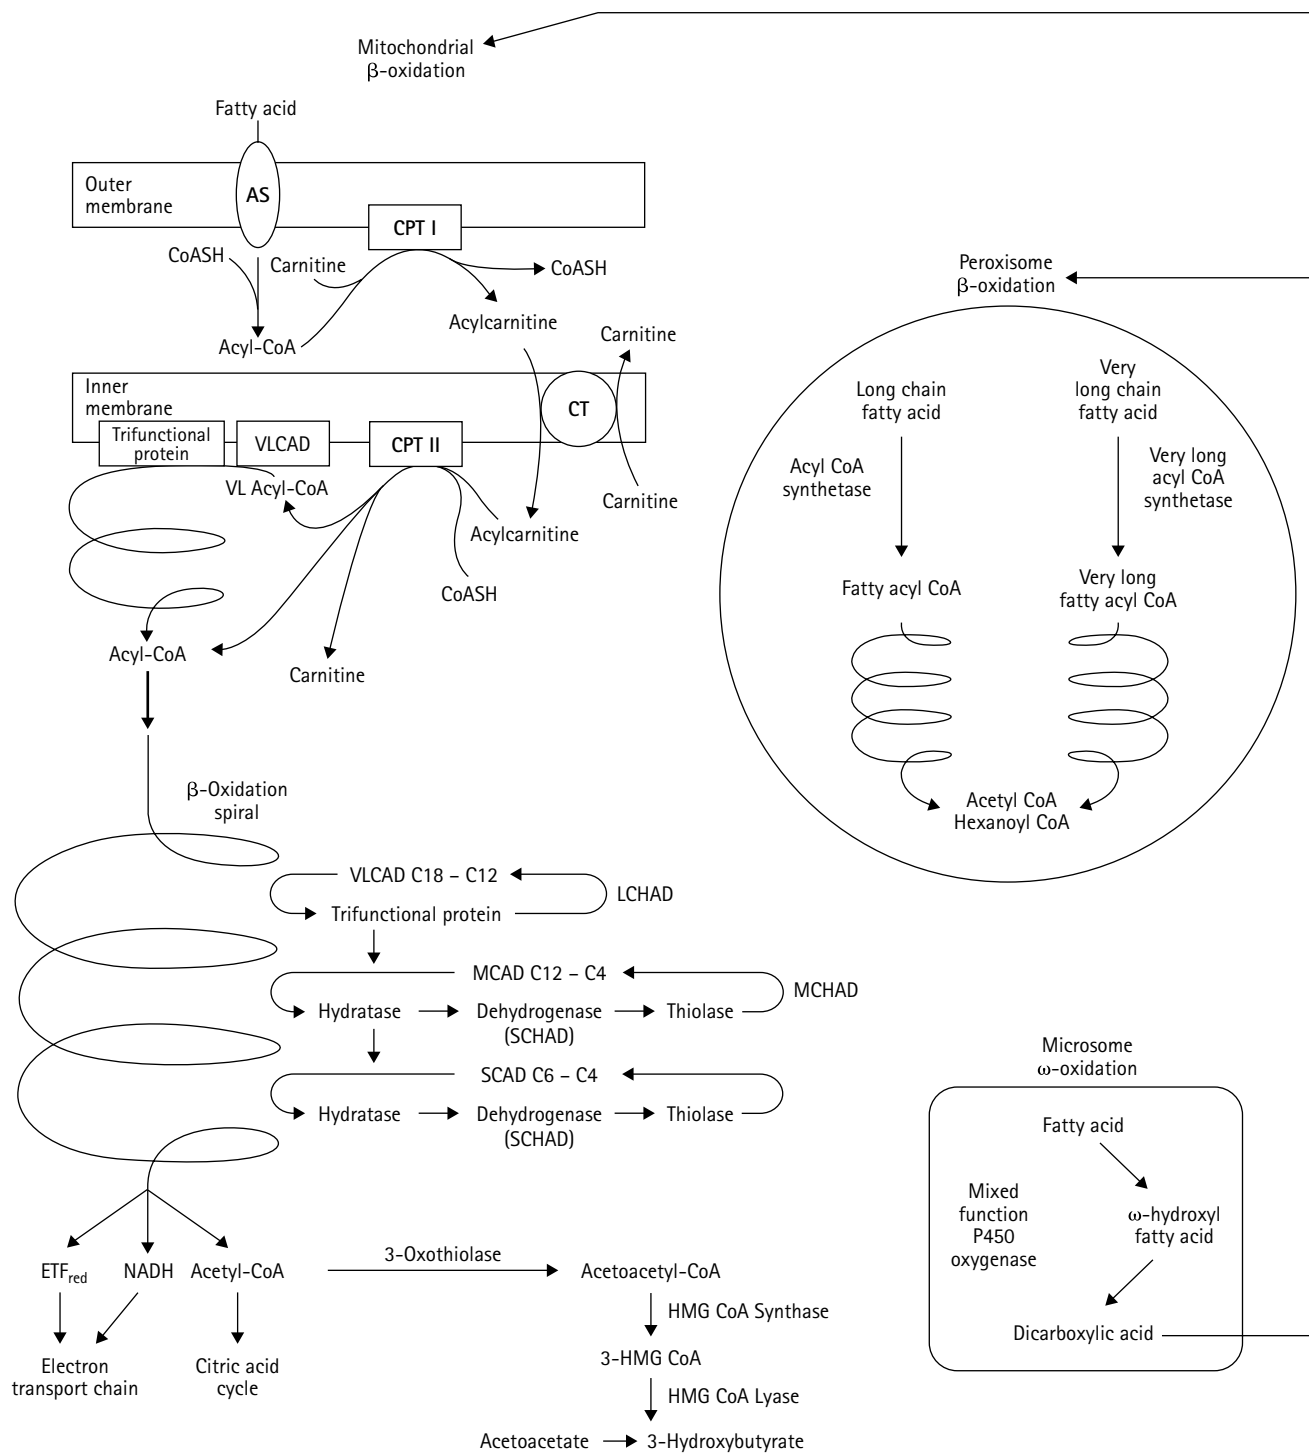 Mitochondrial
β-oxidation
Fatty acid
Outer
membrane
AS
CPT I
CoASH
Carnitine
CoASH
Acylcarnitine
Acyl-CoA
Carnitine
Inner
membrane
CT
Trifunctional
protein
VLCAD
CPT II
VL Acyl-CoA
Carnitine
Acylcarnitine
CoASH
Acyl-CoA
Carnitine
β-Oxidation
spiral
VLCAD C18 – C12
LCHAD
Trifunctional protein
MCAD C12 – C4
MCHAD
Hydratase
Dehydrogenase
(SCHAD)
Thiolase
SCAD C6 – C4
Hydratase
Dehydrogenase
(SCHAD)
Thiolase
ETFred
NADH
Acetyl-CoA
3-Oxothiolase
Acetoacetyl-CoA
HMG CoA Synthase
Electron
transport chain
Citric acid
cycle
3-HMG CoA
HMG CoA Lyase
Acetoacetate
3-Hydroxybutyrate
Peroxisome
β-oxidation
Long chain
fatty acid
Very
long chain
fatty acid
Acyl CoA
synthetase
Very long
acyl CoA
synthetase
Fatty acyl CoA
Very long
fatty acyl CoA
Acetyl CoA
Hexanoyl CoA
Microsome
ω-oxidation
Fatty acid
Mixed
function
P450
oxygenase
ω-hydroxyl
fatty acid
Dicarboxylic acid